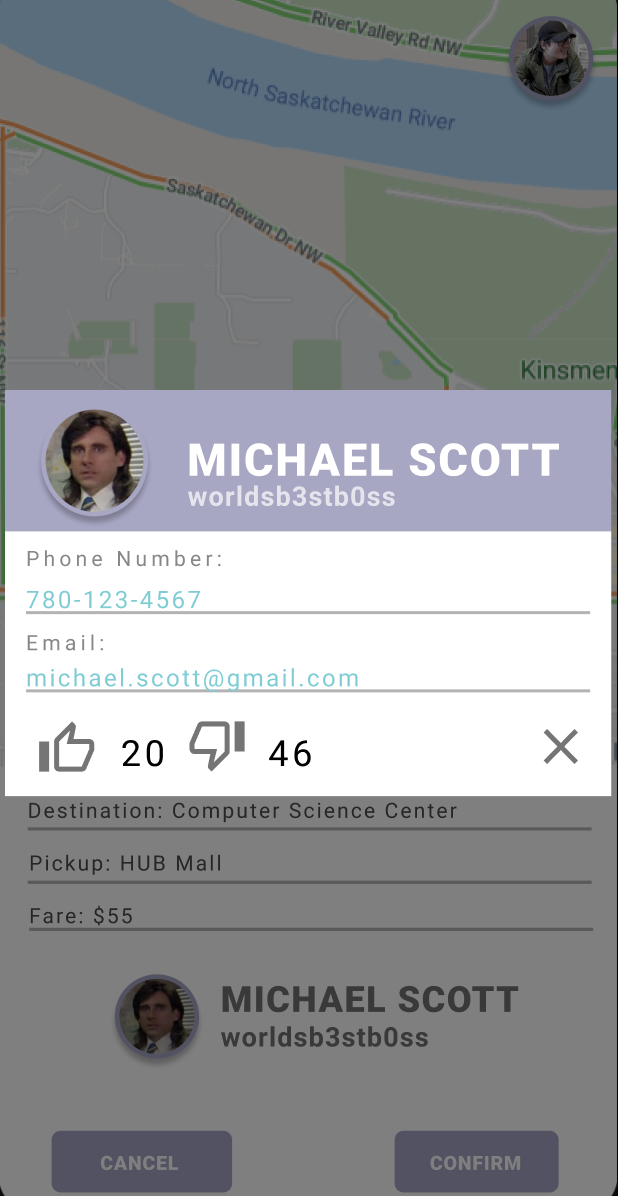 River Valley Rd NW
North Saskatchewan River
Saskatchewan Dr NW
Kinsmen
MICHAEL SCOTT
worldsb3stb0ss
Phone Number:
780-123-4567
Email:
michael.scott@gmail.com
20 46
Destination: Computer Science Center
Pickup: HUB Mall
Fare: $55
MICHAEL SCOTT
worldsb3stb0ss
CANCEL CONFIRM